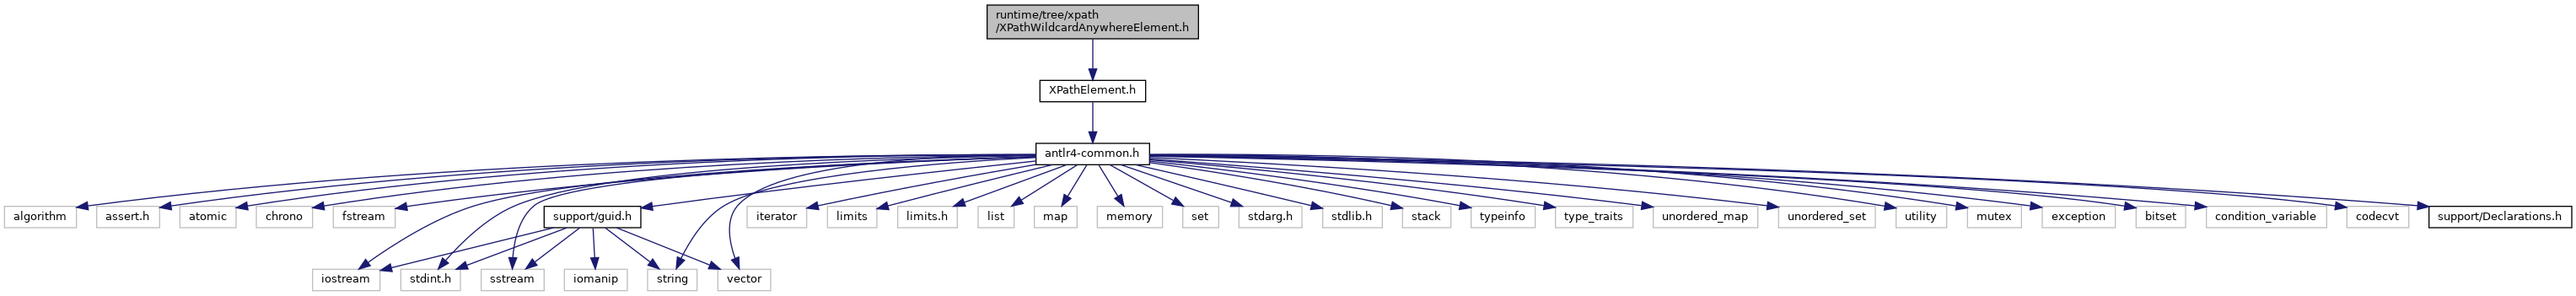 runtime/tree/xpath
/XPathWildcardAnywhereElement.h
XPathElement.h
antlr4-common.h
algorithm
assert.h
atomic
chrono
fstream
support/guid.h
iterator
limits
limits.h
list
map
memory
set
stdarg.h
stdlib.h
stack
typeinfo
type_traits
unordered_map
unordered_set
utility
mutex
exception
bitset
condition_variable
codecvt
support/Declarations.h
iostream
stdint.h
sstream
iomanip
string
vector